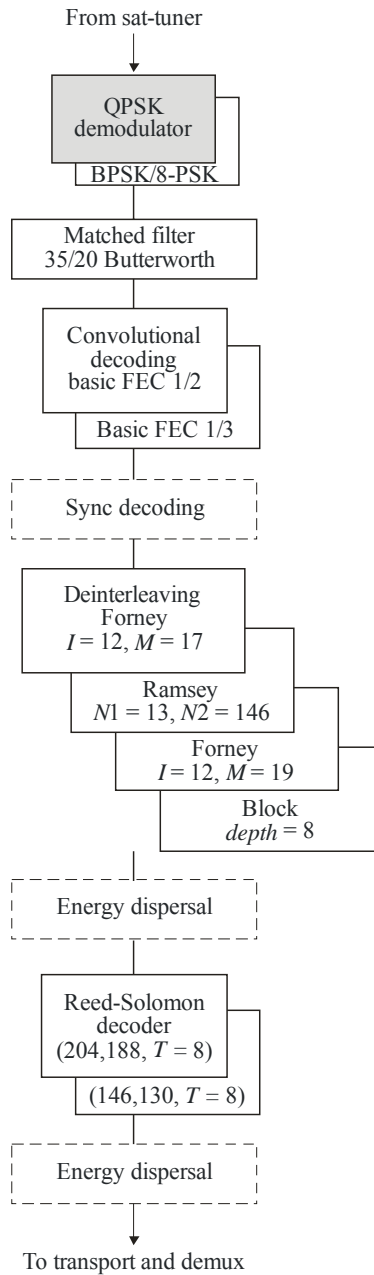 From sat-tuner
QPSK
demodulator
BPSK/8-PSK
Matched filter
35/20 Butterworth
Convolutional
decoding
basic FEC 1/2
Basic FEC 1/3
Sync decoding
Deinterleaving
Forney
I = 12, M = 17
Ramsey
N1 = 13, N2 = 146
Forney
I = 12, M = 19
Block
depth = 8
Energy dispersal
Reed-Solomon
decoder
(204,188, T = 8)
(146,130, T = 8)
Energy dispersal
To transport and demux